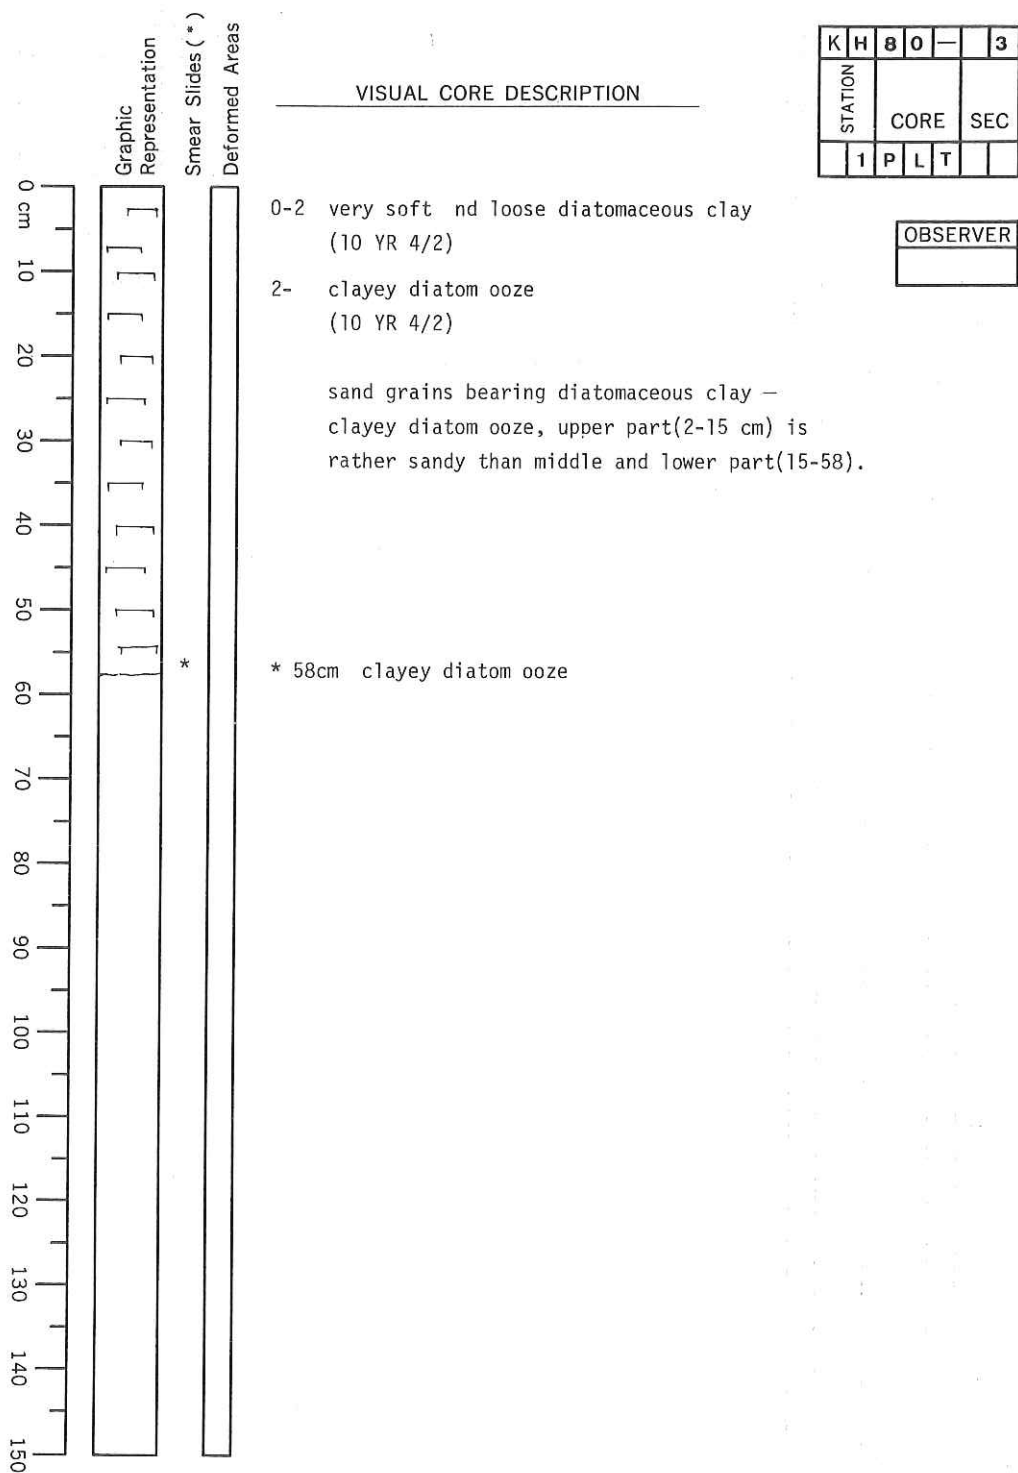 Graphic
Representation
Smear Slides ( * )
Deformed Areas
VISUAL CORE DESCRIPTION
K H 8 0 — 3
STATION CORE SEC
1 P L T
OBSERVER
0 cm
10
20
30
40
50
60
70
80
90
100
110
120
130
140
150
0-2 very soft nd loose diatomaceous clay
(10 YR 4/2)
2- clayey diatom ooze
(10 YR 4/2)
sand grains bearing diatomaceous clay —
clayey diatom ooze, upper part(2-15 cm) is
rather sandy than middle and lower part(15-58).
*
* 58cm clayey diatom ooze